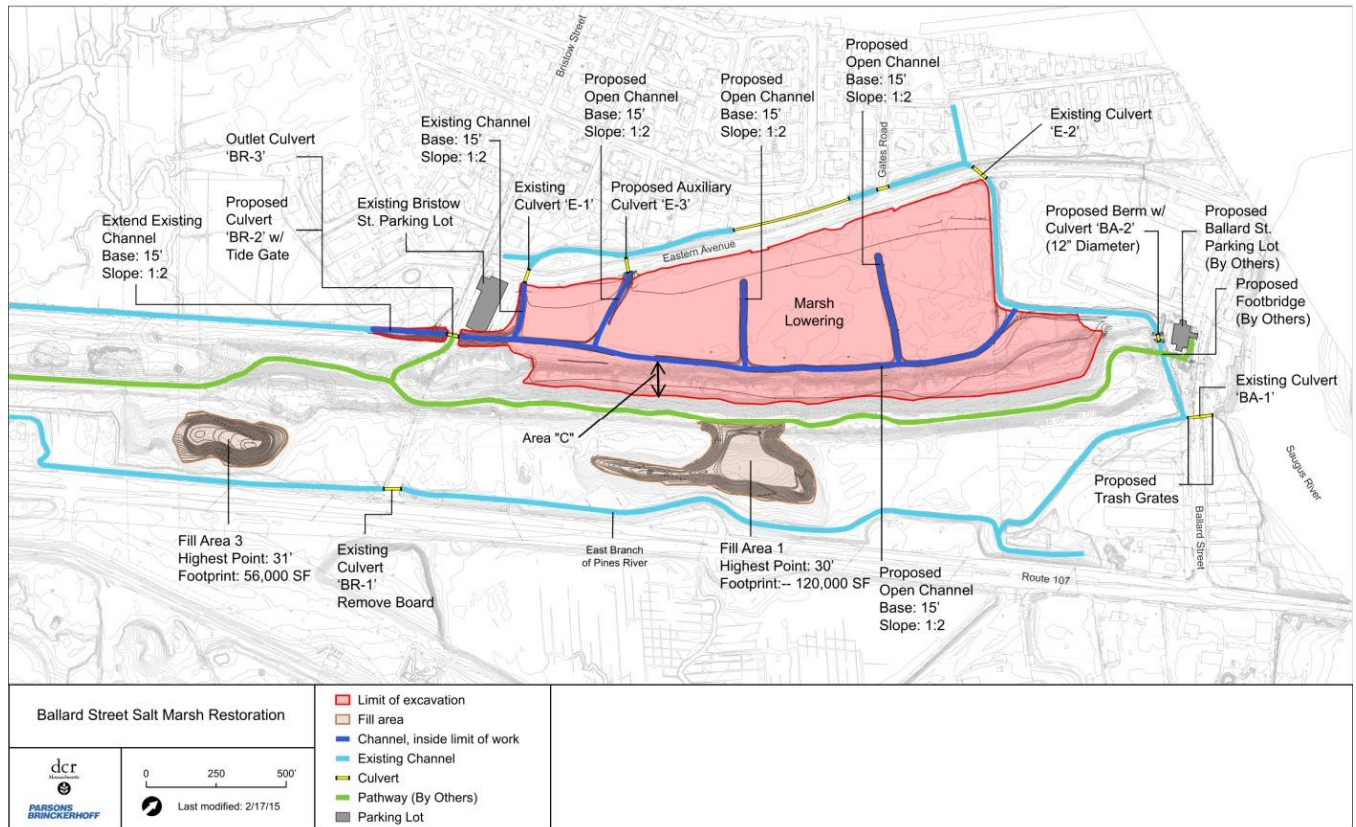 Bristow Street
Proposed
Open Channel
Base: 15'
Slope: 1:2
Proposed
Open Channel
Base: 15'
Slope: 1:2
Proposed
Open Channel
Base: 15'
Slope: 1:2
Existing Channel
Base: 15'
Slope: 1:2
Outlet Culvert
‘BR-3’
Gates Road
Existing Culvert
‘E-2’
Extend Existing
Channel
Base: 15'
Slope: 1:2
Proposed
Culvert
‘BR-2’ w/
Tide Gate
Existing Bristow
St. Parking Lot
Existing
Culvert ‘E-1’
Proposed Auxiliary
Culvert ‘E-3’
Eastern Avenue
Proposed Berm w/
Culvert ‘BA-2’
(12” Diameter)
Proposed
Ballard St.
Parking Lot
(By Others)
Proposed
Footbridge
(By Others)
Marsh
Lowering
Existing Culvert
‘BA-1’
Area "C"
Saugus River
Proposed
Trash Grates
Ballard Street
Fill Area 3
Highest Point: 31’
Footprint: 56,000 SF
Existing
Culvert
‘BR-1’
Remove Board
East Branch
of Pines River
Fill Area 1
Highest Point: 30’
Footprint:-- 120,000 SF
Proposed
Open Channel
Base: 15'
Slope: 1:2
Route 107
Ballard Street Salt Marsh Restoration
dcr
Massachusetts
PARSONS
BRINCKERHOFF
0 250 500’
Last modified: 2/17/15
Limit of excavation
Fill area
Channel, inside limit of work
Existing Channel
Culvert
Pathway (By Others)
Parking Lot